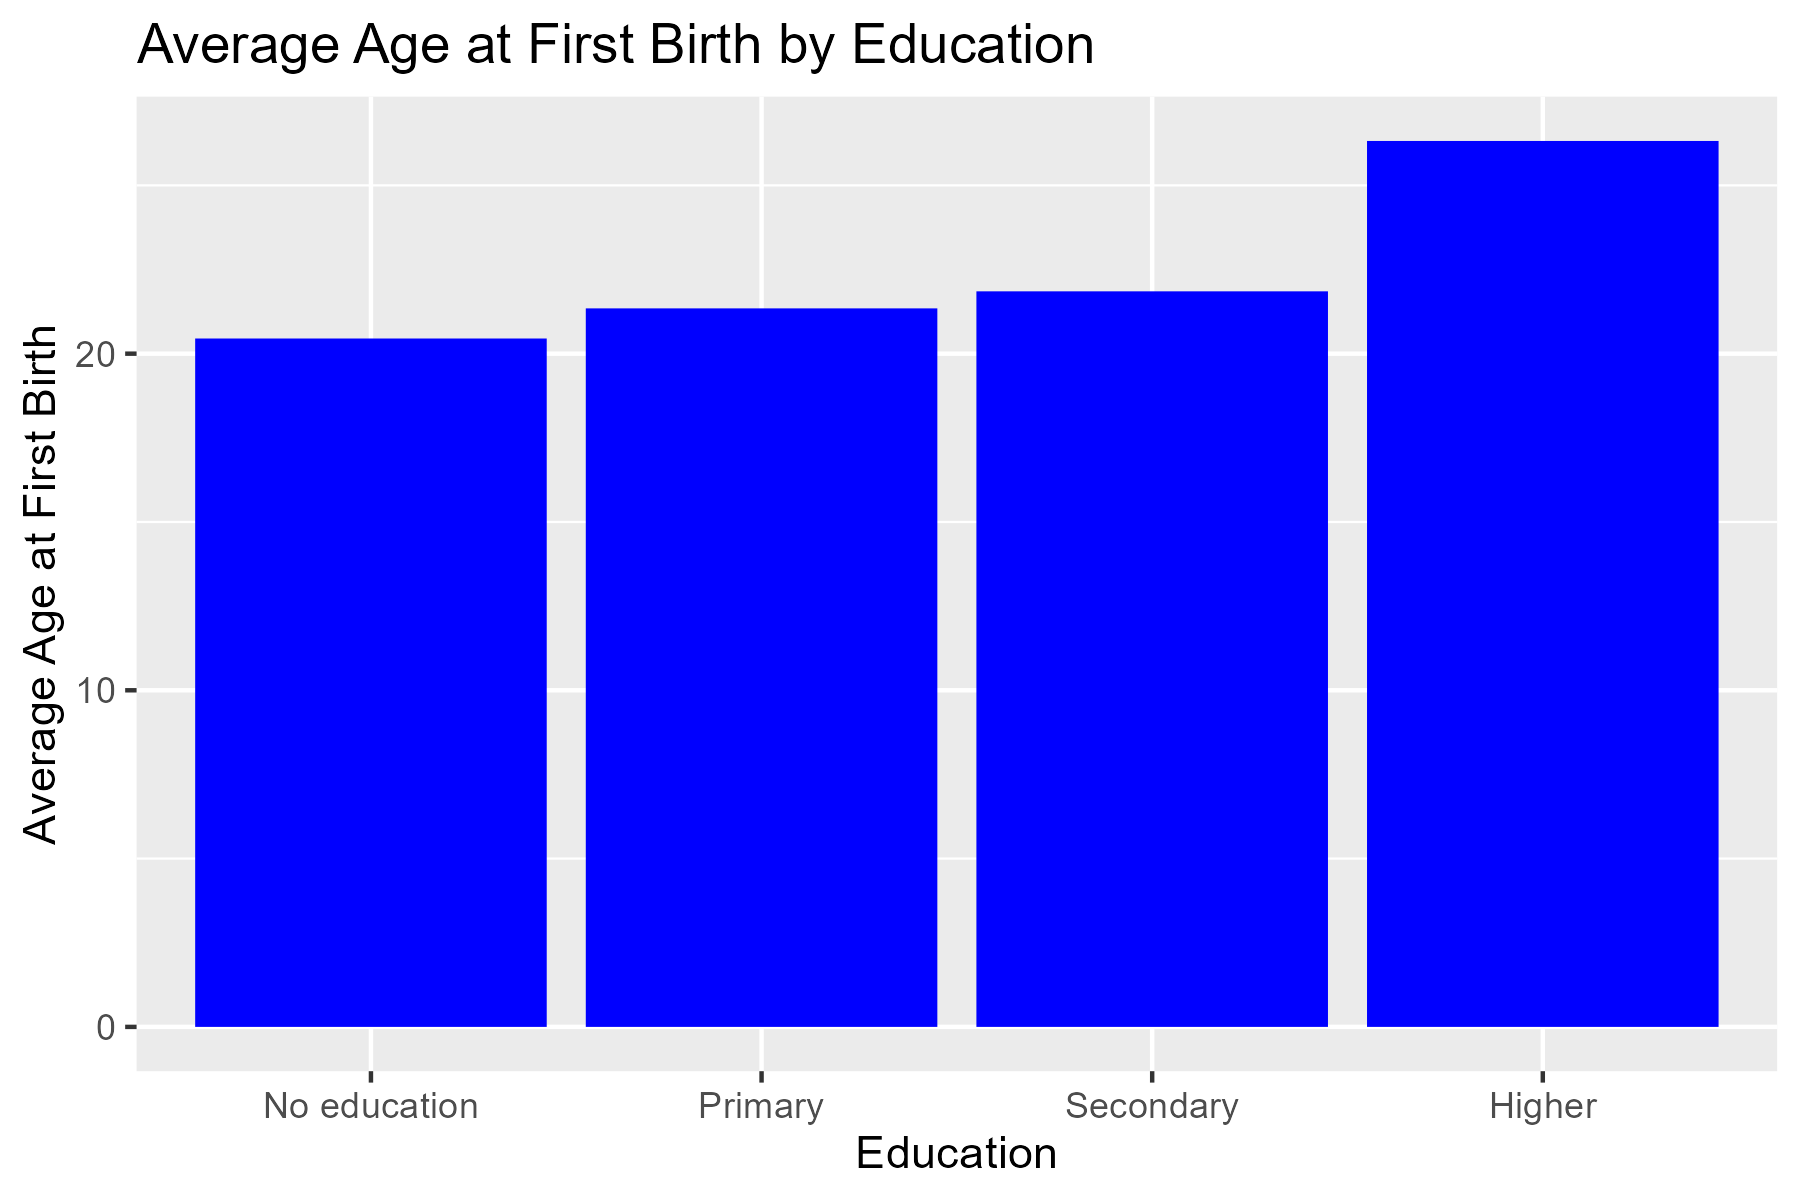 Average Age at First Birth by Education
Average Age at First Birth
20
10
0
No education Primary Secondary Higher
Education